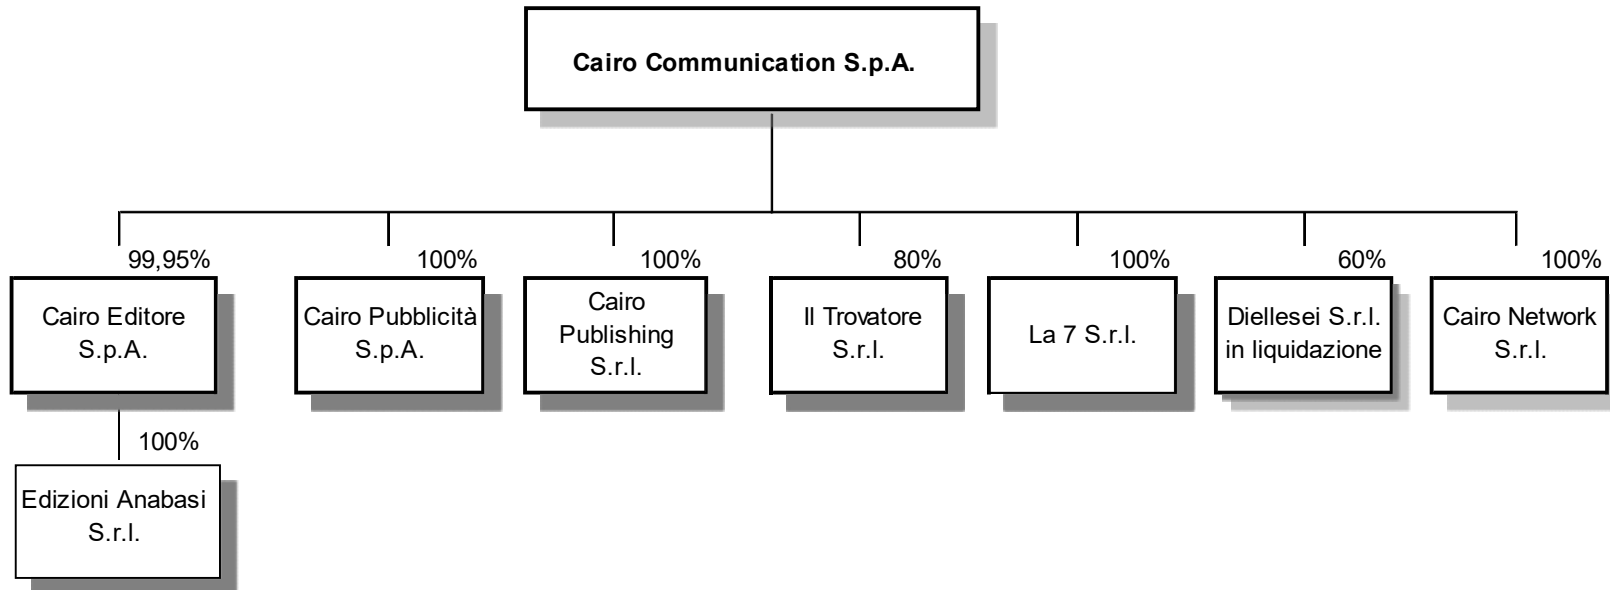 Cairo Communication S.p.A.
99,95%
100%
100%
80%
100%
60%
100%
Cairo Editore
S.p.A.
Cairo Pubblicità
S.p.A.
Cairo
Publishing
S.r.l.
Il Trovatore
S.r.l.
La 7 S.r.l.
Diellesei S.r.l.
in liquidazione
Cairo Network
S.r.l.
100%
Edizioni Anabasi
S.r.l.